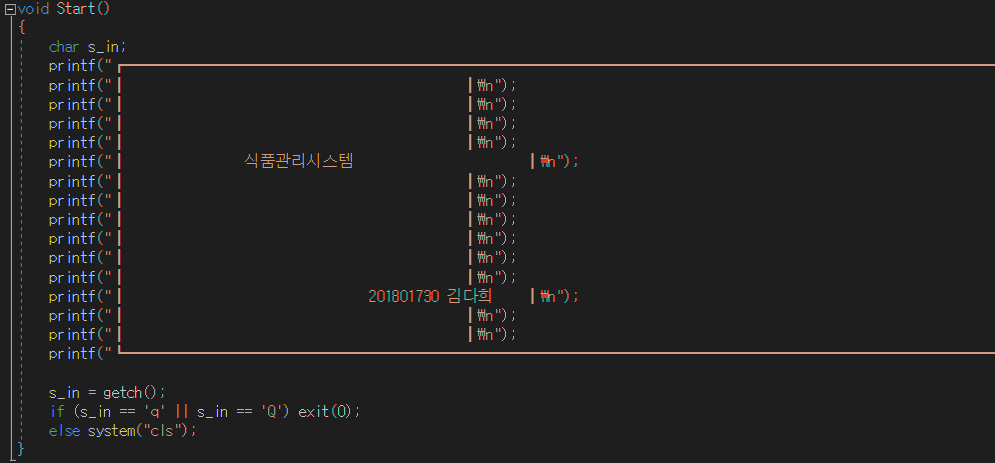 void Start()
{
char s_in;
printf("┏━━━━━━━━━━━━━━━━━━━━━━━━━━━━━━━━━━━━━━━━━━━━━━━━━━━━━━━━
printf("┃                                            ┃₩n");
printf("┃                                            ┃₩n");
printf("┃                                            ┃₩n");
printf("┃                                            ┃₩n");
printf("┃                식품관리시스템                       ┃₩n");
printf("┃                                            ┃₩n");
printf("┃                                            ┃₩n");
printf("┃                                            ┃₩n");
printf("┃                                            ┃₩n");
printf("┃                                            ┃₩n");
printf("┃                                            ┃₩n");
printf("┃                                201801730 김다희     ┃₩n");
printf("┃                                            ┃₩n");
printf("┃                                            ┃₩n");
printf("┗━━━━━━━━━━━━━━━━━━━━━━━━━━━━━━━━━━━━━━━━━━━━━━━━━━━━━━━━
s_in = getch();
if (s_in == 'q' || s_in == 'Q') exit(0);
else system("cls");
}